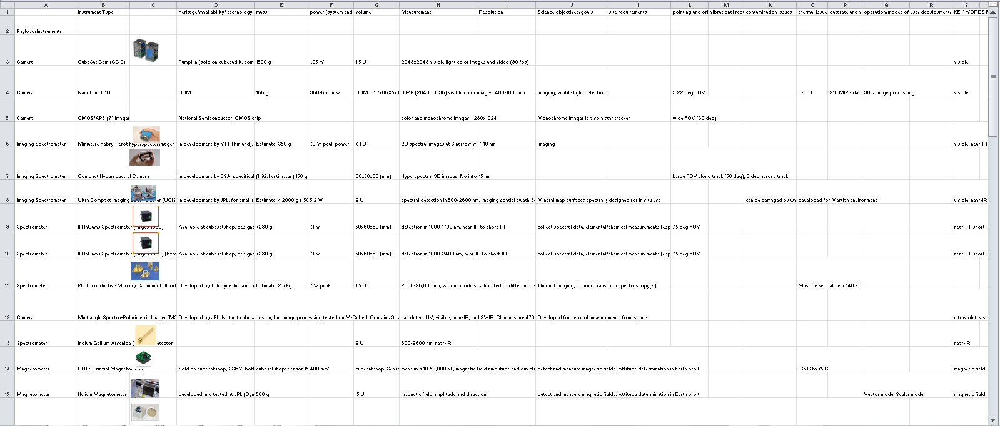 A B C D E F G H I J K L M N O P Q R S
1 Instrument Type Heritage/Availability/ technology, mass power (system and volume Measurement Resolution Science objectives/goals site requirements pointing and ori vibrational req contamination issues thermal issue datarate and v operation/modes of use/ deployment/ KEY WORDS F
2 Payload/Instruments
3 Camera CubeSat Cam (CC 2) Pumpkin (sold on cubesatkit, com 1500 g <25 W 1.5 U 2048x2048 visible light color images and video (90 fps) visible,
4 Camera NanoCam C1U GOM 166 g 360-660 mW GOM: 91.7x86X57. 3 MP (2048 x 1536) visible color images, 400-1000 nm Imaging, visible light detection. 9.22 deg FOV 0-60 C 210 MIPS data 90 s image processing visible
5 Camera CMOS/APS (?) Imager National Semiconductor, CMOS chip color and monochrome images, 1280x1024 Monochrome imager is also a star tracker wide FOV (30 deg)
6 Imaging Spectrometer Miniature Fabry-Perot hyperspectral imager In development by VTT (Finland), Estimate: 350 g <2 W peak power < 1 U 2D spectral images at 3 narrow w 7-10 nm imaging visible, near-IR
7 Imaging Spectrometer Compact Hyperspectral Camera In development by ESA, specifical (Initial estimates) 150 g 60x50x30 (mm) Hyperspectral 3D images. No info 15 nm Large FOV along track (50 deg), 3 deg across track
8 Imaging Spectrometer Ultra Compact Imaging Spectrometer (UCIS In development by JPL, for small r Estimate: < 2000 g (150 5.2 W 2 U spectral detection in 500-2600 nm, imaging spatial swath 38 Mineral map surfaces spectrally designed for in situ use can be damaged by wa developed for Martian environment visible, near-IR
9 Spectrometer IR InGaAs Spectrometer (Argus 1000) Available at cubesatshop, designe <230 g <1 W 50x60x80 (mm) detection in 1000-1700 nm, near-IR to short-IR collect spectral data, elemental/chemical measurements (esp .15 deg FOV near-IR, short-I
10 Spectrometer IR InGaAs Spectrometer (Argus 1000) (Exte Available at cubesatshop, designe <230 g <1 W 50x60x80 (mm) detection in 1000-2400 nm, near-IR to short-IR collect spectral data, elemental/chemical measurements (esp .15 deg FOV near-IR, short-I
11 Spectrometer Photoconductive Mercury Cadmium Tellurid Developed by Teledyne Judson Te Estimate: 2.5 kg 7 W peak 1.5 U 2000-26,000 nm, various models callibrated to different pe Thermal imaging, Fourier Transform spectroscopy(?) Must be kept at near 140 K
12 Camera Multiangle Spectro-Polarimetric Imager (MS Developed by JPL. Not yet cubesat ready, but image processing tested on M-Cubed. Contains 9 c can detect UV, visible, near-IR, and SWIR. Channels are 470, Developed for aerosol measurements from space ultraviolet, visib
13 Spectrometer Indium Gallium Arsenide ( etector 2 U 800-2600 nm, near-IR near-IR
14 Magnetometer COTS Triaxial Magnetometer Sold on cubesatshop, SSBV, bot cubesatshop: Sensor 15 400 mW cubesatshop: Senso measures 10-50,000 nT, magnetic field amplitude and directi detect and measure magnetic fields. Attitude determination in Earth orbit -35 C to 75 C magnetic field
15 Magnetometer Helium Magnetometer developed and tested at JPL (Dyn 500 g .5 U magnetic field amplitude and direction detect and measure magnetic fields. Attitude determination in Earth orbit Vector mode, Scalar mode magnetic field